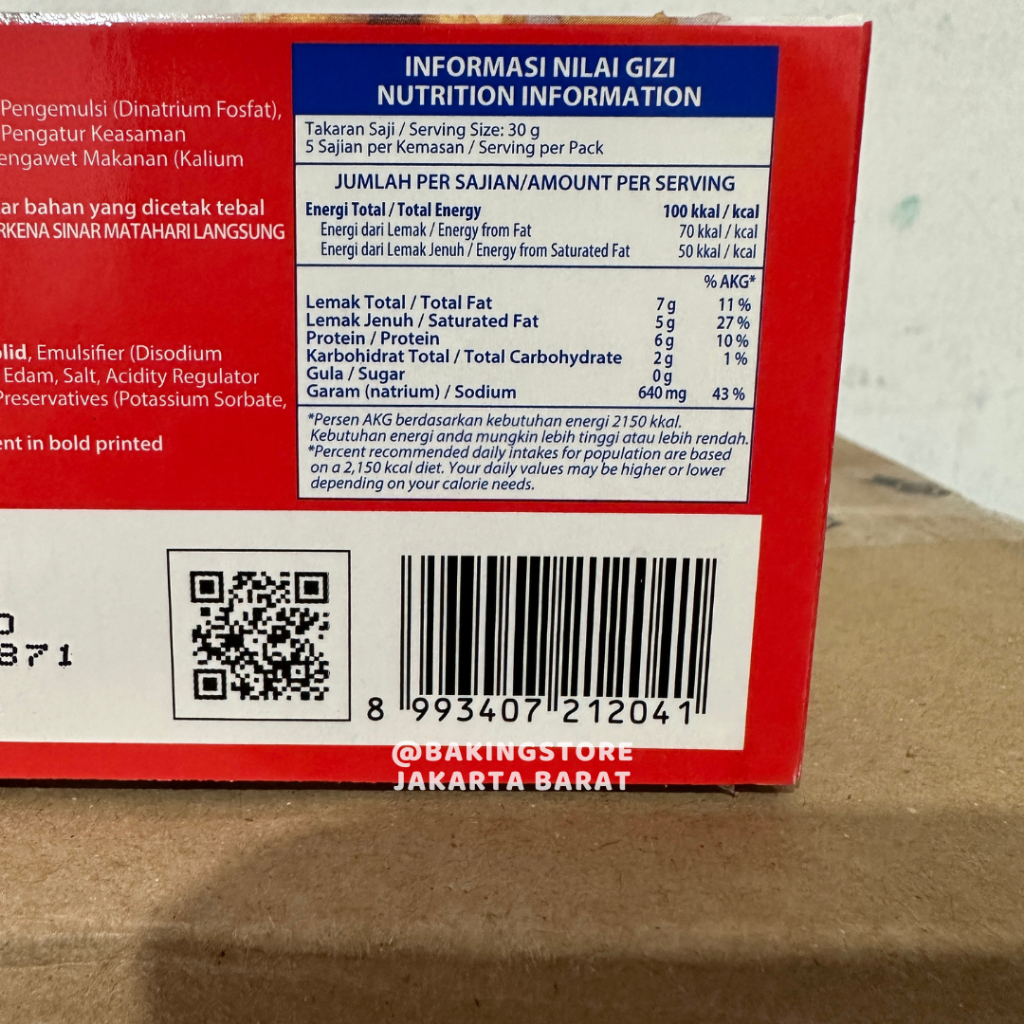 Pengemulsi (Dinatrium Fosfat),
Pengatur Keasaman
engawet Makanan (Kalium
ar bahan yang dicetak tebal
RKENA SINAR MATAHARI LANGSUNG
lid, Emulsifier (Disodium
Edam, Salt, Acidity Regulator
Preservatives (Potassium Sorbate,
ent in bold printed
INFORMASI NILAI GIZI
NUTRITION INFORMATION
Takaran Saji / Serving Size: 30 g
5 Sajian per Kemasan / Serving per Pack
JUMLAH PER SAJIAN/AMOUNT PER SERVING
Energi Total / Total Energy 100 kkal / kcal
Energi dari Lemak / Energy from Fat 70 kkal / kcal
Energi dari Lemak Jenuh / Energy from Saturated Fat 50 kkal / kcal
% AKG*
Lemak Total / Total Fat 7 g 11 %
Lemak Jenuh / Saturated Fat 5 g 27 %
Protein / Protein 6 g 10 %
Karbohidrat Total / Total Carbohydrate 2 g 1 %
Gula / Sugar 0 g
Garam (natrium) / Sodium 640 mg 43 %
*Persen AKG berdasarkan kebutuhan energi 2150 kkal.
Kebutuhan energi anda mungkin lebih tinggi atau lebih rendah.
*Percent recommended daily intakes for population are based
on a 2,150 kcal diet. Your daily values may be higher or lower
depending on your calorie needs.
871
8 993407 212041
@BAKINGSTORE
JAKARTA BARAT